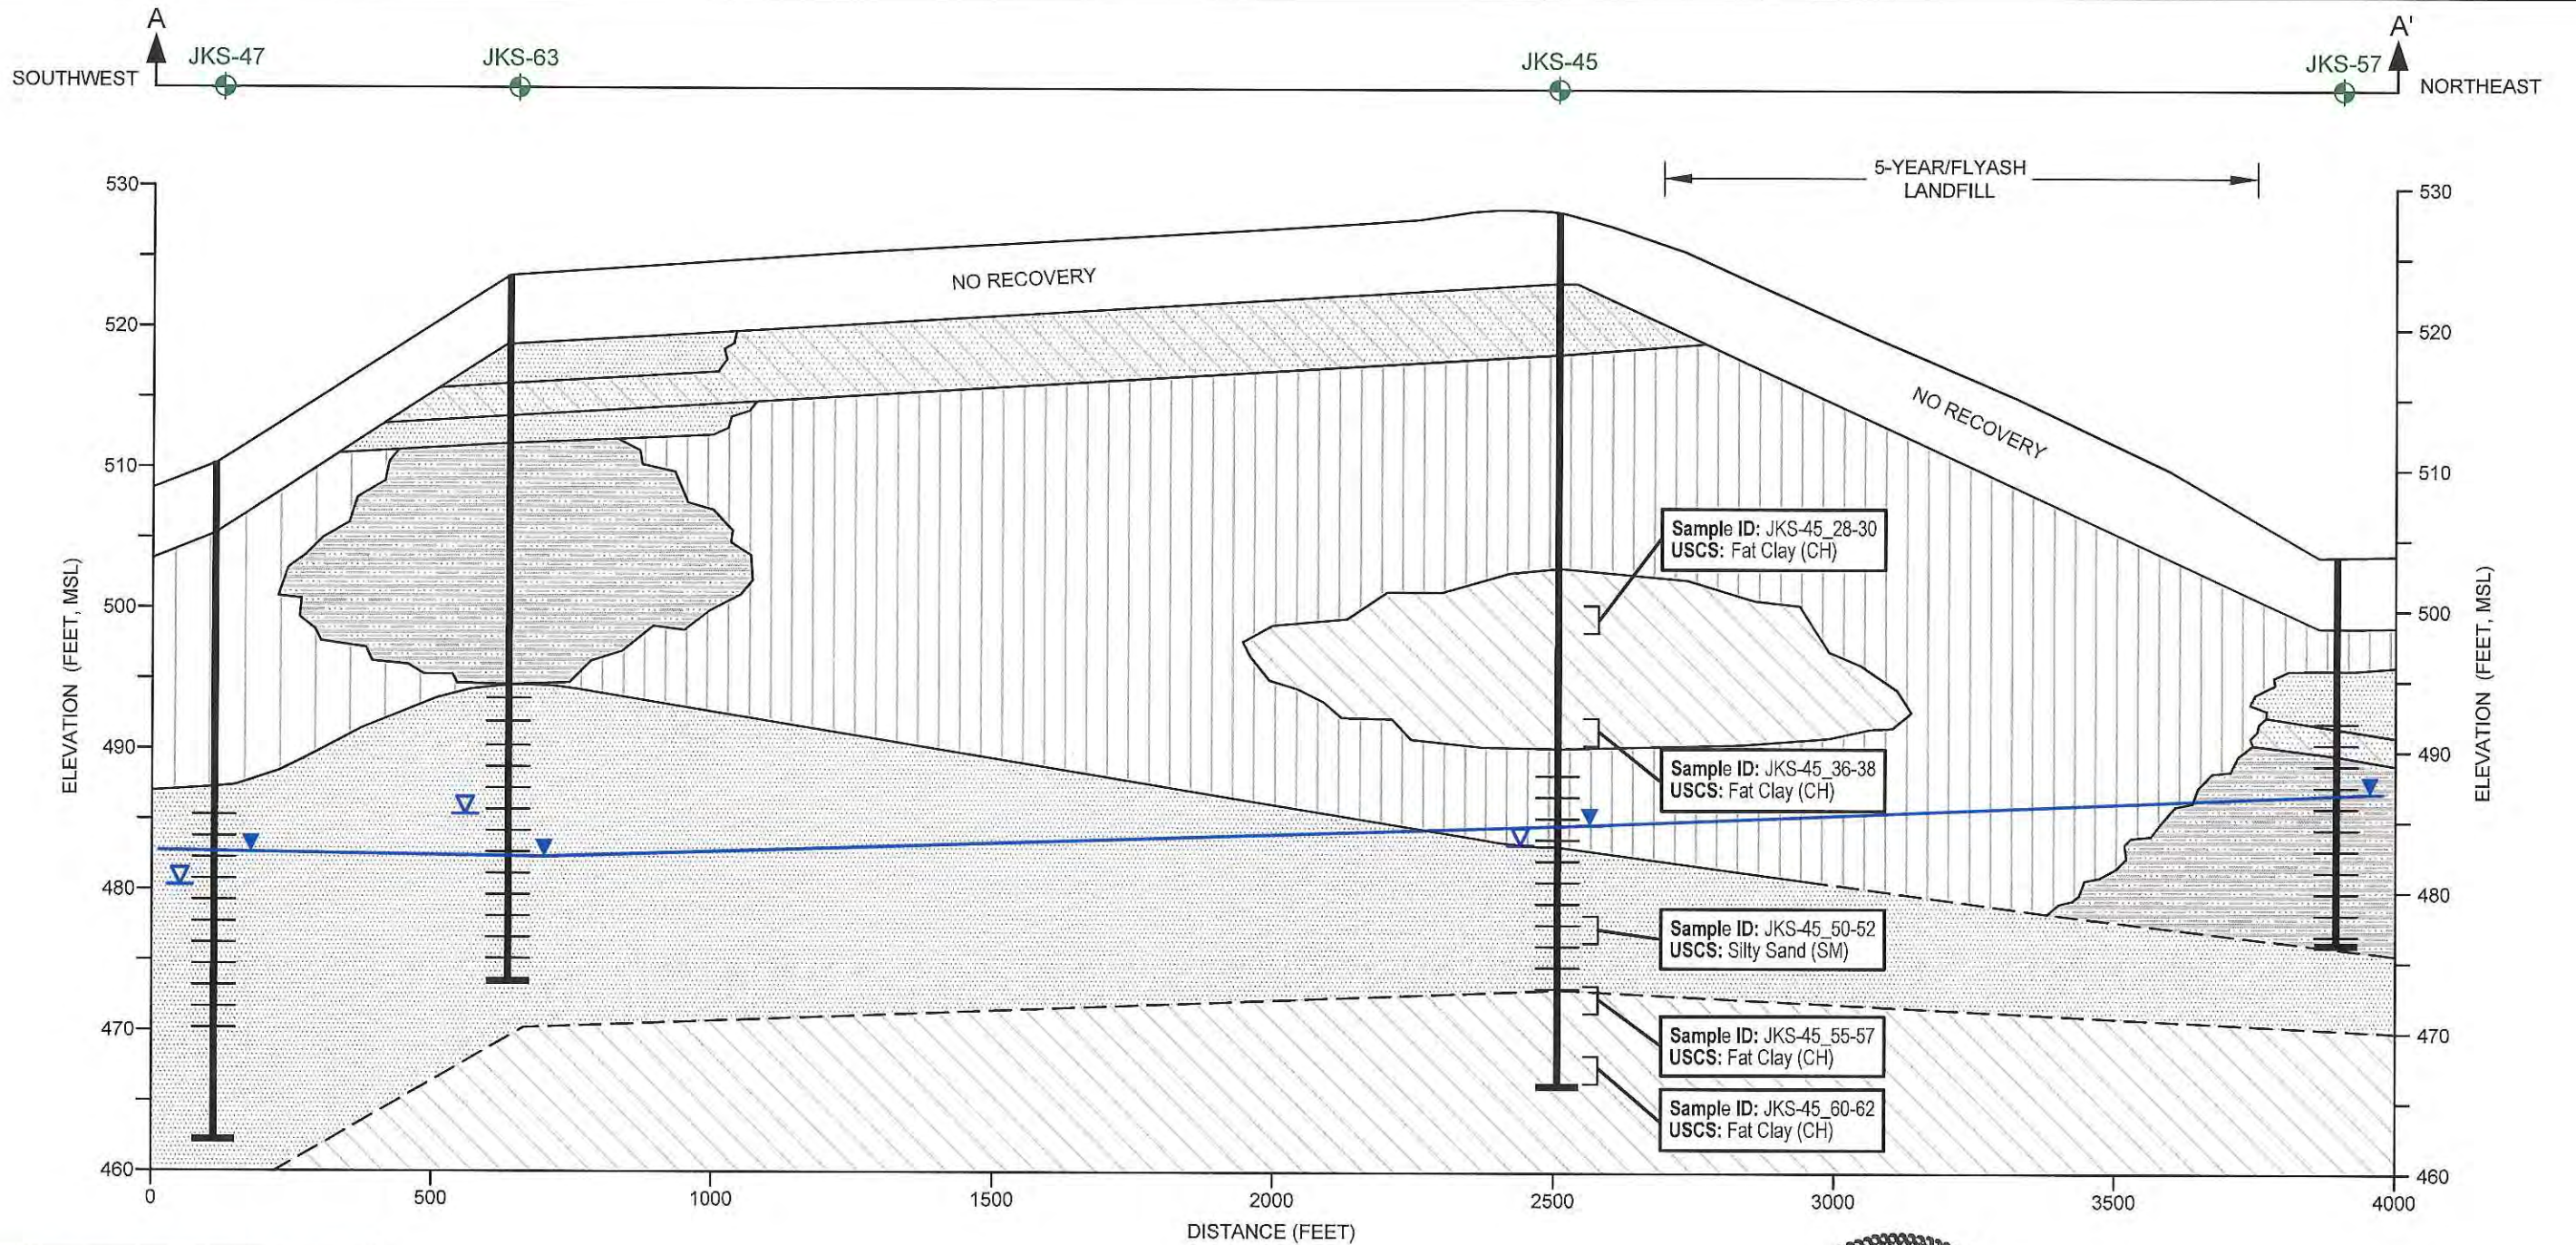 A
A'
JKS-47
JKS-63
JKS-45
JKS-57
SOUTHWEST
NORTHEAST
5-YEAR/FLYASH
LANDFILL
530
530
NO RECOVERY
520
520
NO RECOVERY
510
510
Sample ID: JKS-45_28-30
USCS: Fat Clay (CH)
500
500
ELEVATION (FEET, MSL)
ELEVATION (FEET, MSL)
490
490
Sample ID: JKS-45_36-38
USCS: Fat Clay (CH)
480
480
Sample ID: JKS-45_50-52
USCS: Silty Sand (SM)
470
470
Sample ID: JKS-45_55-57
USCS: Fat Clay (CH)
Sample ID: JKS-45_60-62
USCS: Fat Clay (CH)
460
460
0
500
1000
1500
2000
2500
3000
3500
4000
DISTANCE (FEET)